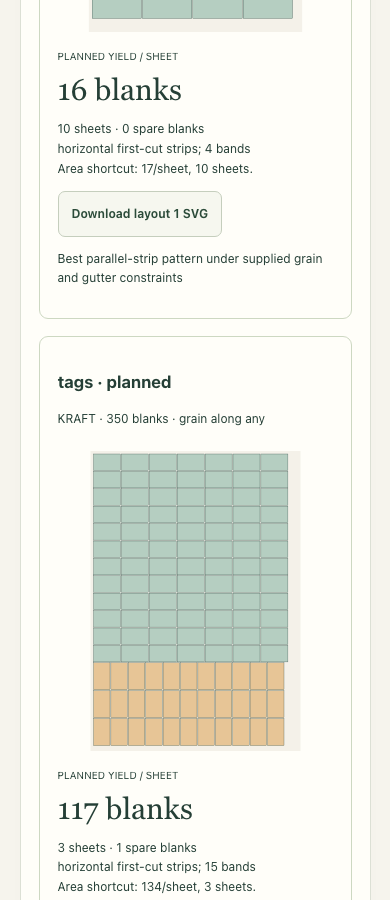 PLANNED YIELD / SHEET
16 blanks
10 sheets · 0 spare blanks
horizontal first-cut strips; 4 bands
Area shortcut: 17/sheet, 10 sheets.
Download layout 1 SVG
Best parallel-strip pattern under supplied grain
and gutter constraints
tags · planned
KRAFT · 350 blanks · grain along any
PLANNED YIELD / SHEET
117 blanks
3 sheets · 1 spare blanks
horizontal first-cut strips; 15 bands
Area shortcut: 134/sheet, 3 sheets.